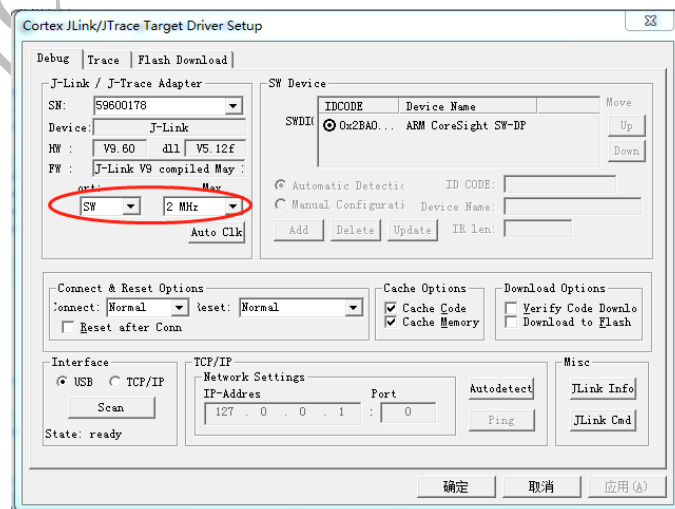 Cortex JLink/JTrace Target Driver Setup
Debug Trace Flash Download
J-Link / J-Trace Adapter
SN: 59600178
Device: J-Link
HW : V9.60 dll V5.12f
FW : J-Link V9 compiled May
ort: Max
SW 2 MHz
Auto Clk
SW Device
IDCODE Device Name
SWDI 0x2BA0... ARM CoreSight SW-DP
Move
Up
Down
Automatic Detectic ID CODE:
Manual Configurati Device Name:
Add Delete Update IR len:
Connect & Reset Options
Connect: Normal Reset: Normal
Reset after Conn
Cache Options
Cache Code
Cache Memory
Download Options
Verify Code Downlo
Download to Flash
Interface
USB TCP/IP
Scan
State: ready
TCP/IP
Network Settings
IP-Addres Port
127 . 0 . 0 . 1 : 0
Autodetect
Ping
Misc
JLink Info
JLink Cmd
确定 取消 应用(A)